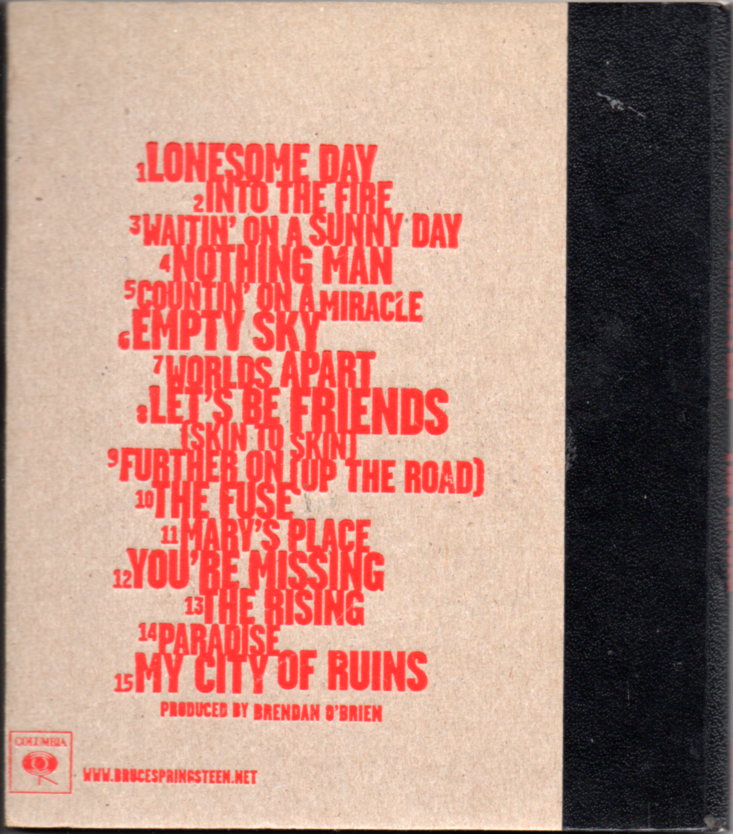 1 LONESOME DAY
2 INTO THE FIRE
3 WAITIN' ON A SUNNY DAY
4 NOTHING MAN
5 COUNTIN' ON A MIRACLE
6 EMPTY SKY
7 WORLDS APART
8 LET'S BE FRIENDS
(SKIN TO SKIN)
9 FURTHER ON (UP THE ROAD)
10 THE FUSE
11 MARY'S PLACE
12 YOU'RE MISSING
13 THE RISING
14 PARADISE
15 MY CITY OF RUINS
PRODUCED BY BRENDAN O'BRIEN
COLUMBIA
WWW.BRUCESPRINGSTEEN.NET